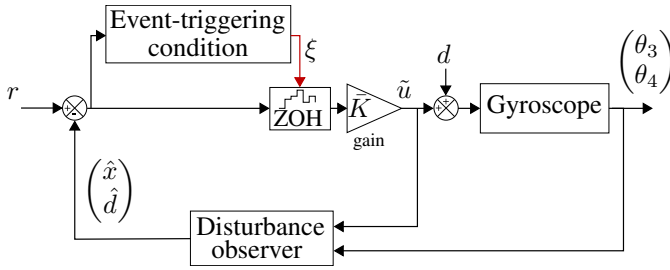 Event-triggering
condition
ξ
r
-
ZOH
K̄
gain
ũ
d
+
+
Gyroscope
(θ₃
θ₄)
(x̂
d̂)
Disturbance
observer